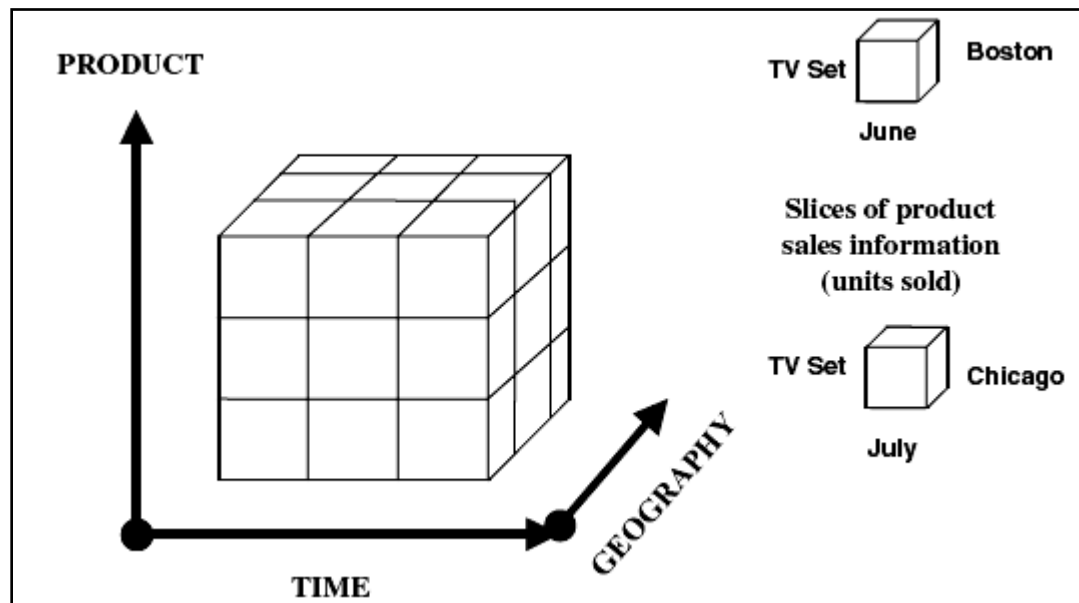 PRODUCT
TIME
GEOGRAPHY
TV Set
Boston
June
Slices of product
sales information
(units sold)
TV Set
Chicago
July